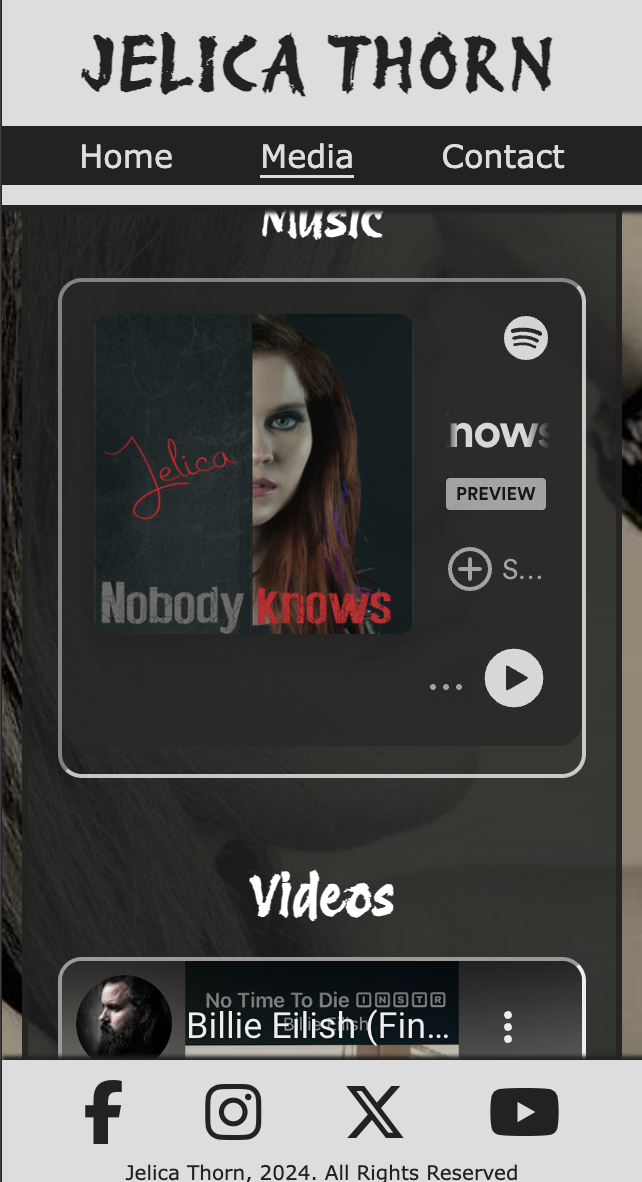 JELICA THORN
Home Media Contact
Music
Jelica
Nobody knows
nows
PREVIEW
S...
...
Videos
No Time To Die INSTR
Billie Eilish
Billie Eilish (Fin...
Jelica Thorn, 2024. All Rights Reserved